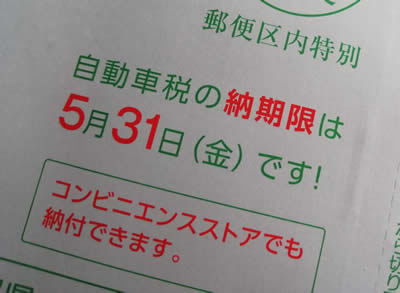 郵便区内特別
自動車税の納期限は
5月31日(金)です!
コンビニエンスストアでも
納付できます。